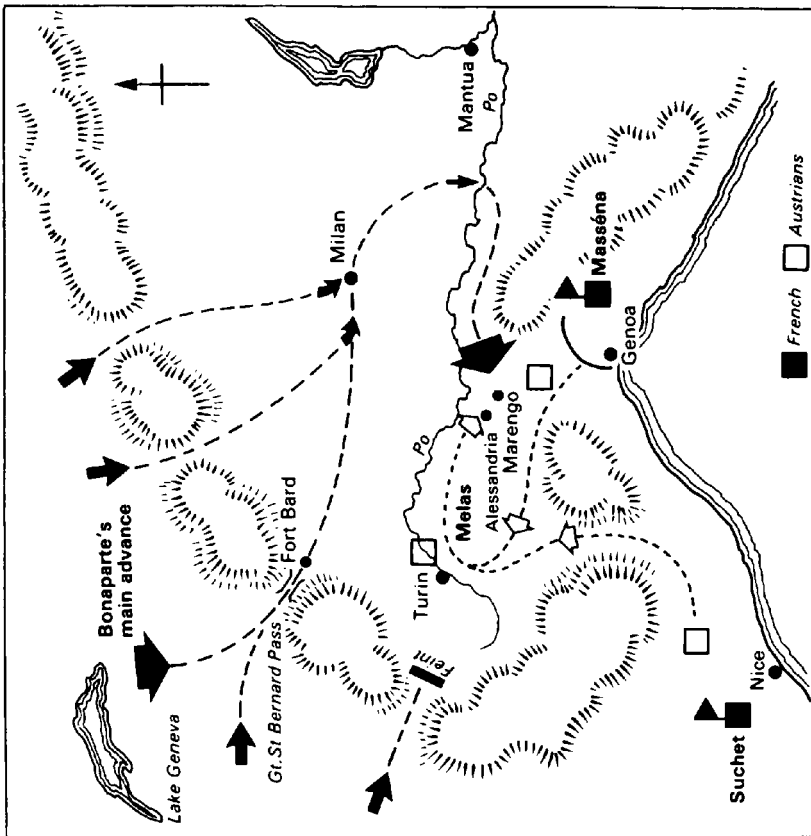 Lake Geneva
Bonaparte's
main advance
Gt. St Bernard Pass
Fort Bard
Milan
Mantua
Po
Po
Feint
Turin
Melas
Alessandria
Marengo
Masséna
Genoa
Suchet
Nice
French
Austrians